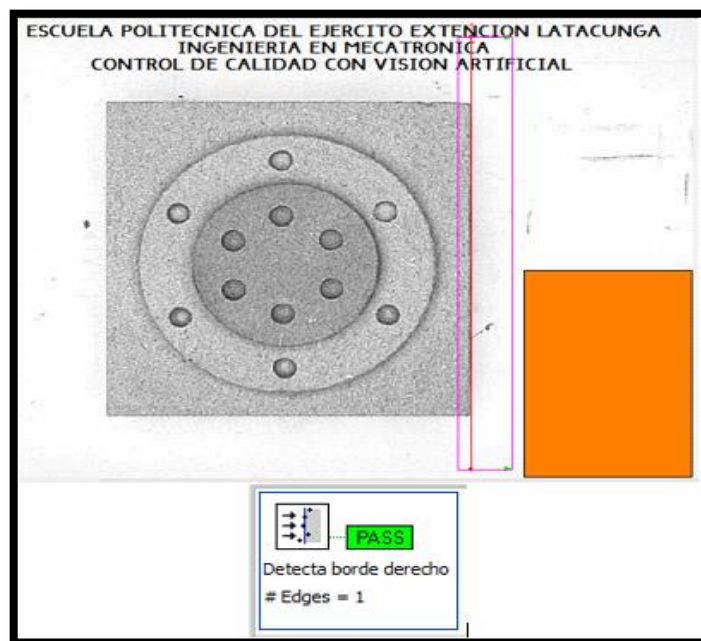 ESCUELA POLITECNICA DEL EJERCITO EXTENCION LATACUNGA
INGENIERIA EN MECATRONICA
CONTROL DE CALIDAD CON VISION ARTIFICIAL
PASS
Detecta borde derecho
# Edges = 1